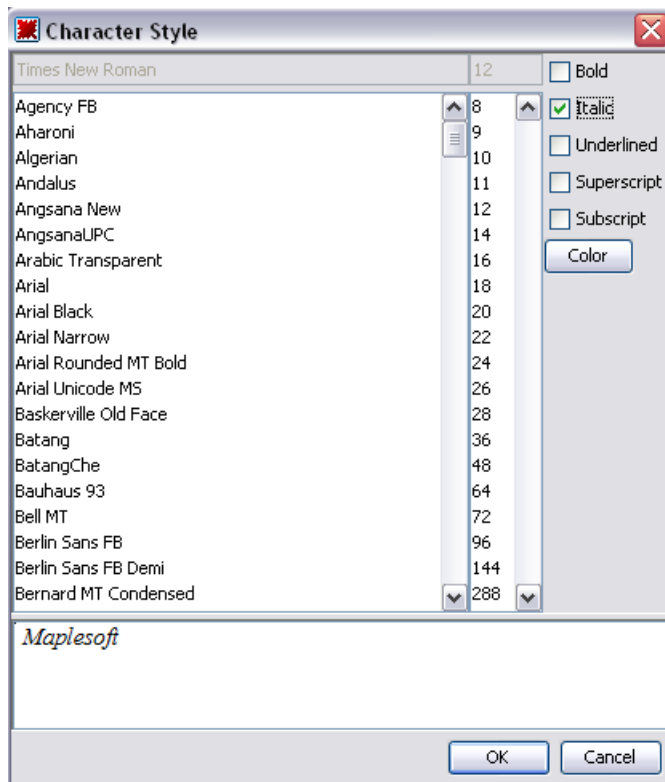 Character Style
Times New Roman 12
Bold
Italic
Underlined
Superscript
Subscript
Color
Agency FB 8
Aharoni 9
Algerian 10
Andalus 11
Angsana New 12
AngsanaUPC 14
Arabic Transparent 16
Arial 18
Arial Black 20
Arial Narrow 22
Arial Rounded MT Bold 24
Arial Unicode MS 26
Baskerville Old Face 28
Batang 36
BatangChe 48
Bauhaus 93 64
Bell MT 72
Berlin Sans FB 96
Berlin Sans FB Demi 144
Bernard MT Condensed 288
Maplesoft
OK Cancel